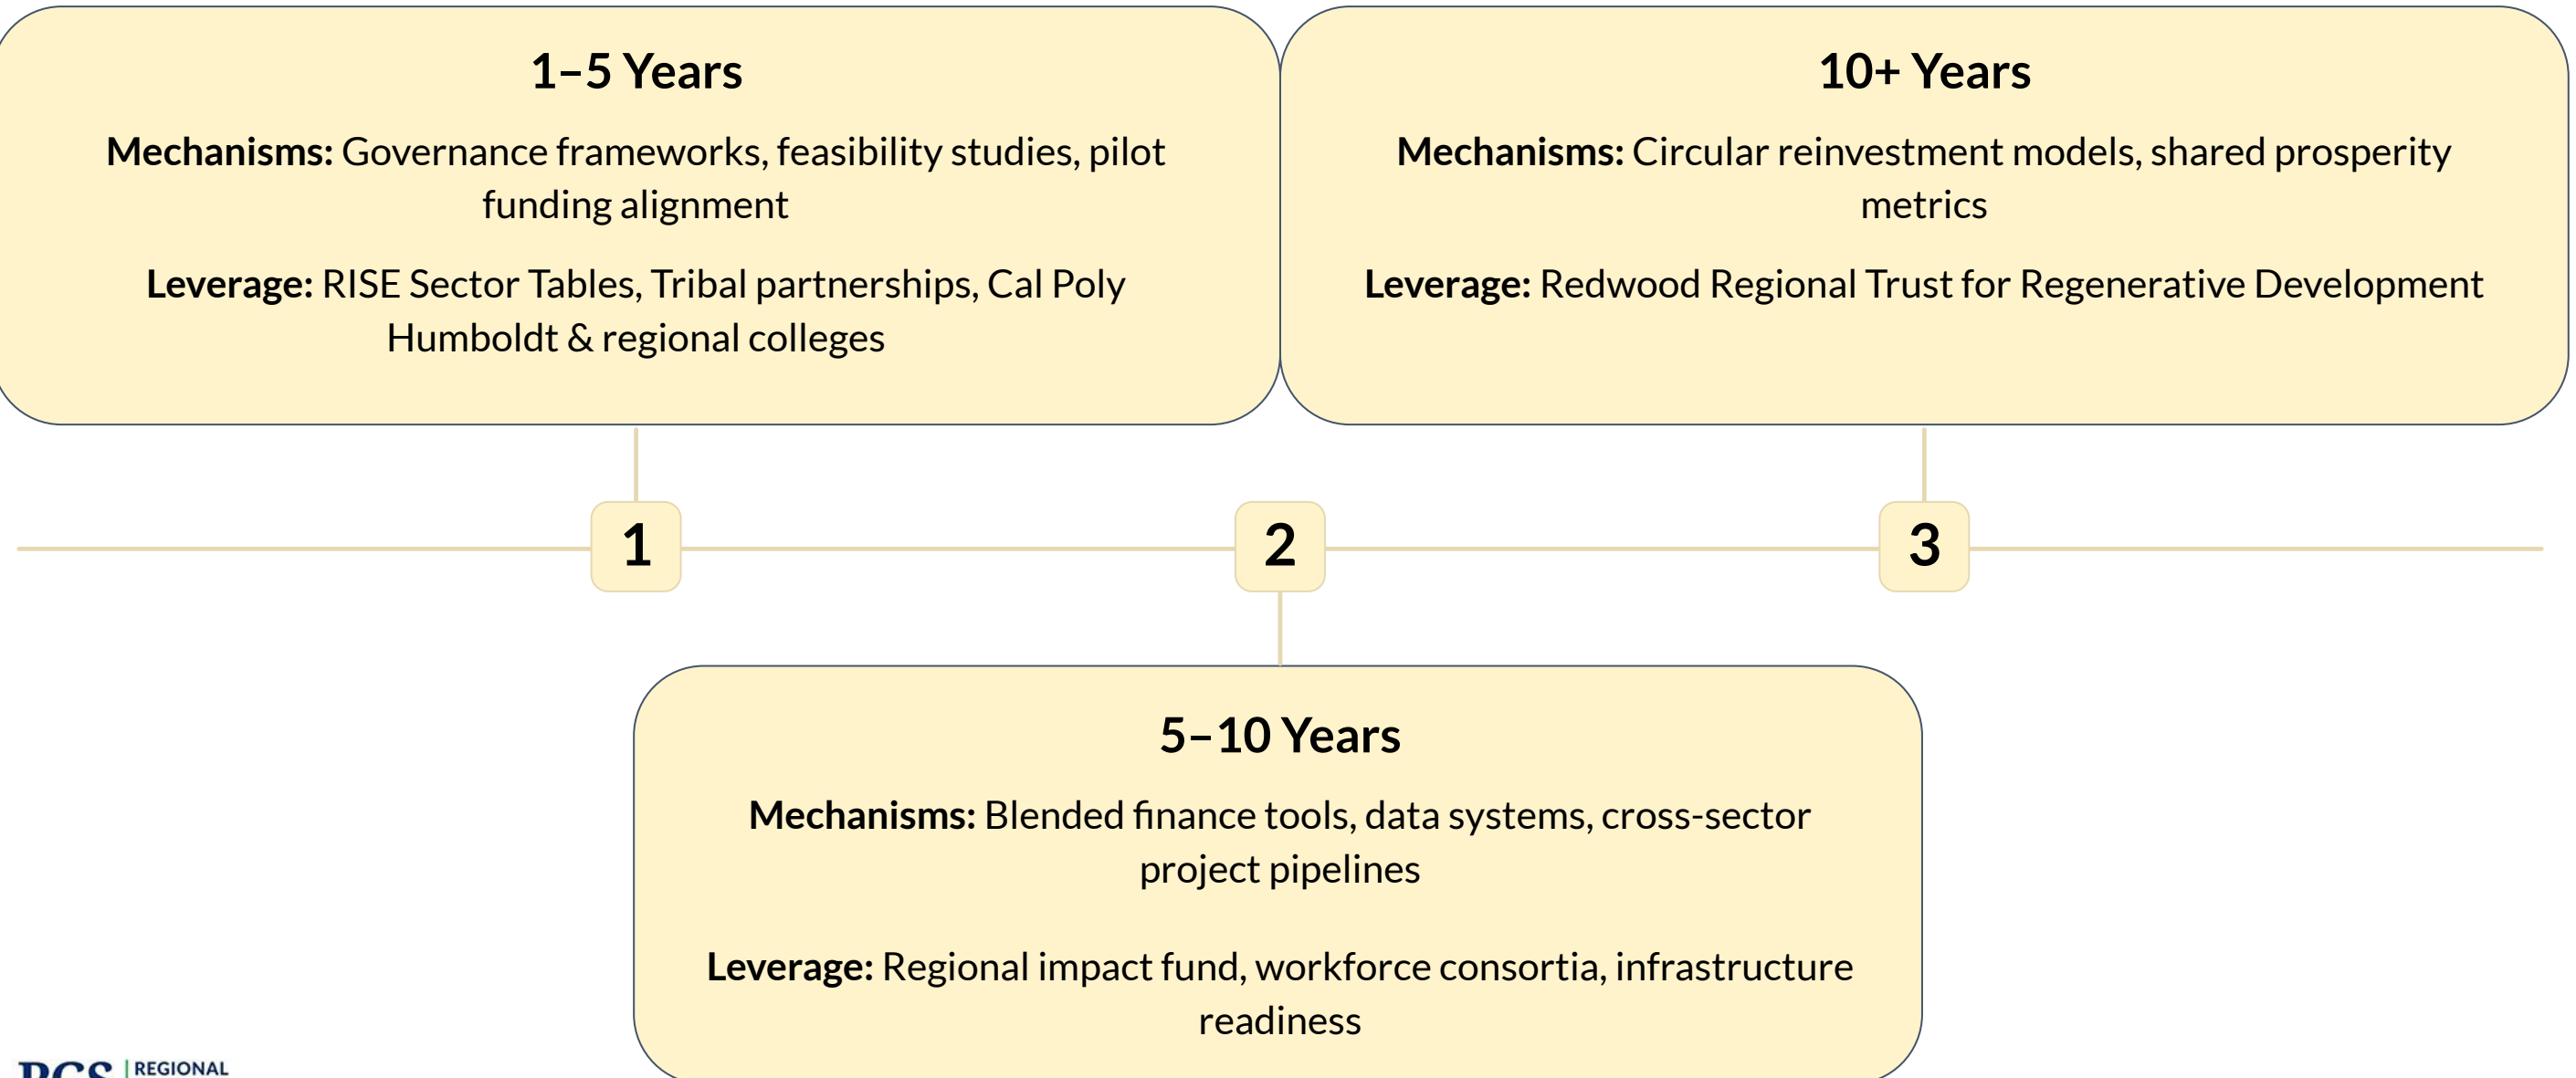 1–5 Years
Mechanisms: Governance frameworks, feasibility studies, pilot
funding alignment
Leverage: RISE Sector Tables, Tribal partnerships, Cal Poly
Humboldt & regional colleges
10+ Years
Mechanisms: Circular reinvestment models, shared prosperity
metrics
Leverage: Redwood Regional Trust for Regenerative Development
1
2
3
5–10 Years
Mechanisms: Blended finance tools, data systems, cross-sector
project pipelines
Leverage: Regional impact fund, workforce consortia, infrastructure
readiness
REGIONAL